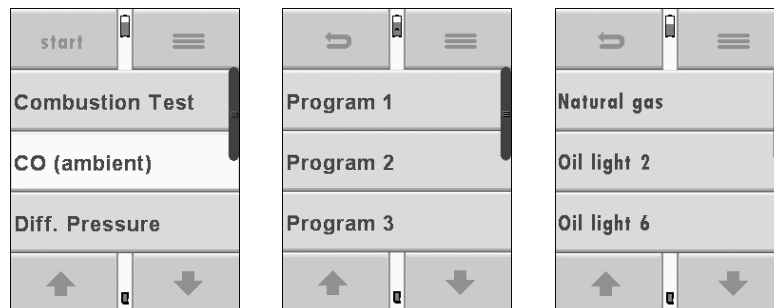 start
Combustion Test
CO (ambient)
Diff. Pressure
Program 1
Program 2
Program 3
Natural gas
Oil light 2
Oil light 6